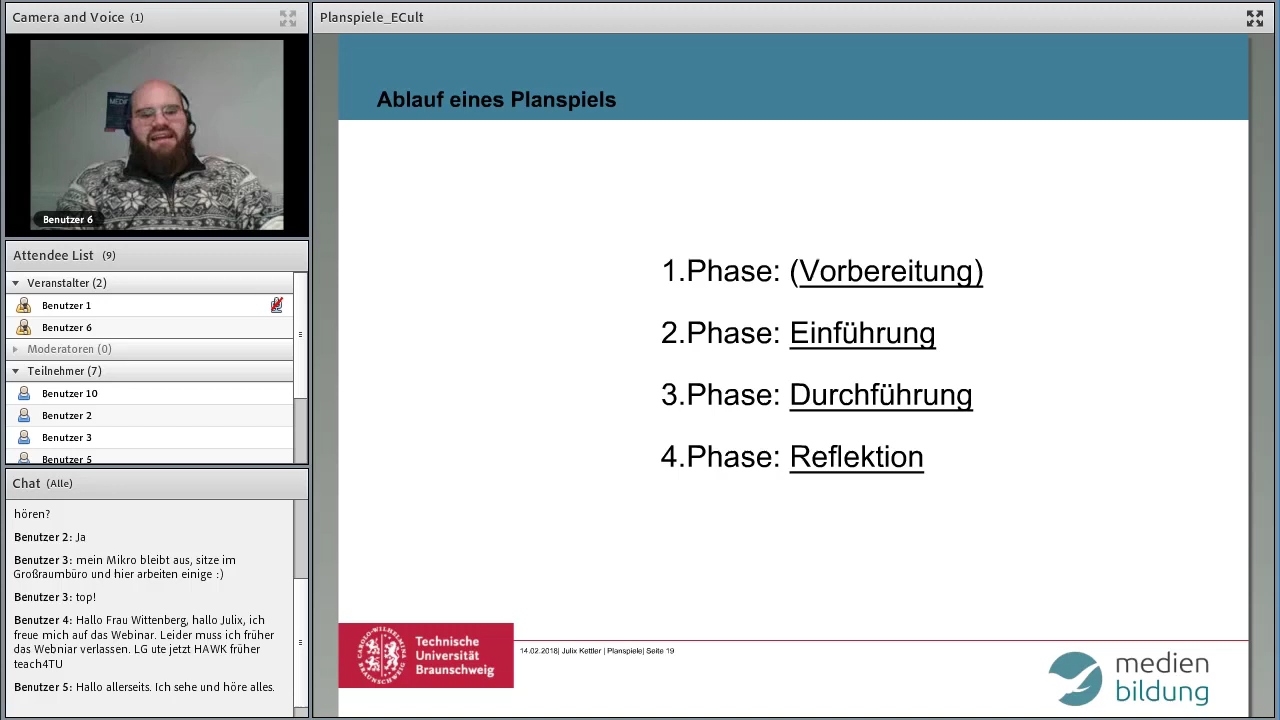 Camera and Voice (1)
Benutzer 6
Attendee List (9)
Veranstalter (2)
Benutzer 1
Benutzer 6
Moderatoren (0)
Teilnehmer (7)
Benutzer 10
Benutzer 2
Benutzer 3
Benutzer 5
Chat (Alle)
hören?
Benutzer 2: Ja
Benutzer 3: mein Mikro bleibt aus, sitze im
Großraumbüro und hier arbeiten einige :)
Benutzer 3: top!
Benutzer 4: Hallo Frau Wittenberg, hallo Julix, ich
freue mich auf das Webinar. Leider muss ich früher
das Webniar verlassen. LG ute jetzt HAWK früher
teach4TU
Benutzer 5: Hallo allerseits. Ich sehe und höre alles.
Planspiele_ECult
Ablauf eines Planspiels
1.Phase: (Vorbereitung)
2.Phase: Einführung
3.Phase: Durchführung
4.Phase: Reflektion
Technische
Universität
Braunschweig
14.02.2018| Julix Kettler | Planspiele| Seite 19
medien
bildung